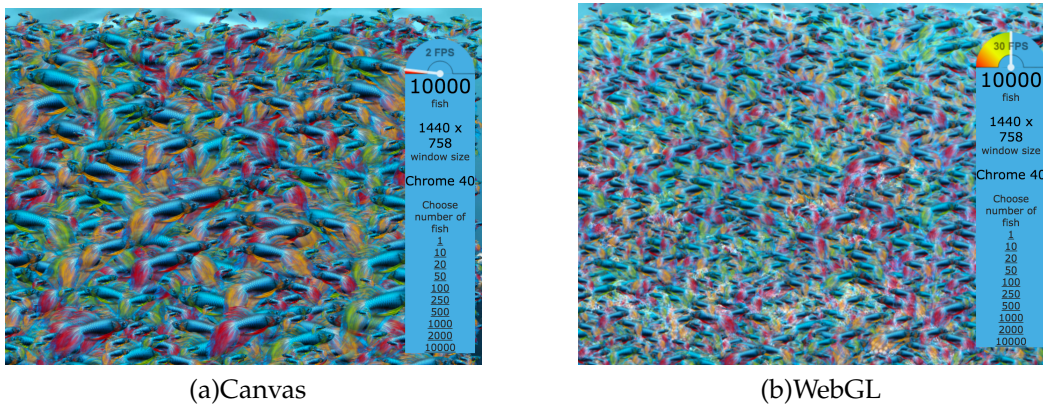 2 FPS
10000
fish
1440 x
758
window size
Chrome 40
Choose
number of
fish
1
10
20
50
100
250
500
1000
2000
10000
(a)Canvas
30 FPS
10000
fish
1440 x
758
window size
Chrome 40
Choose
number of
fish
1
10
20
50
100
250
500
1000
2000
10000
(b)WebGL